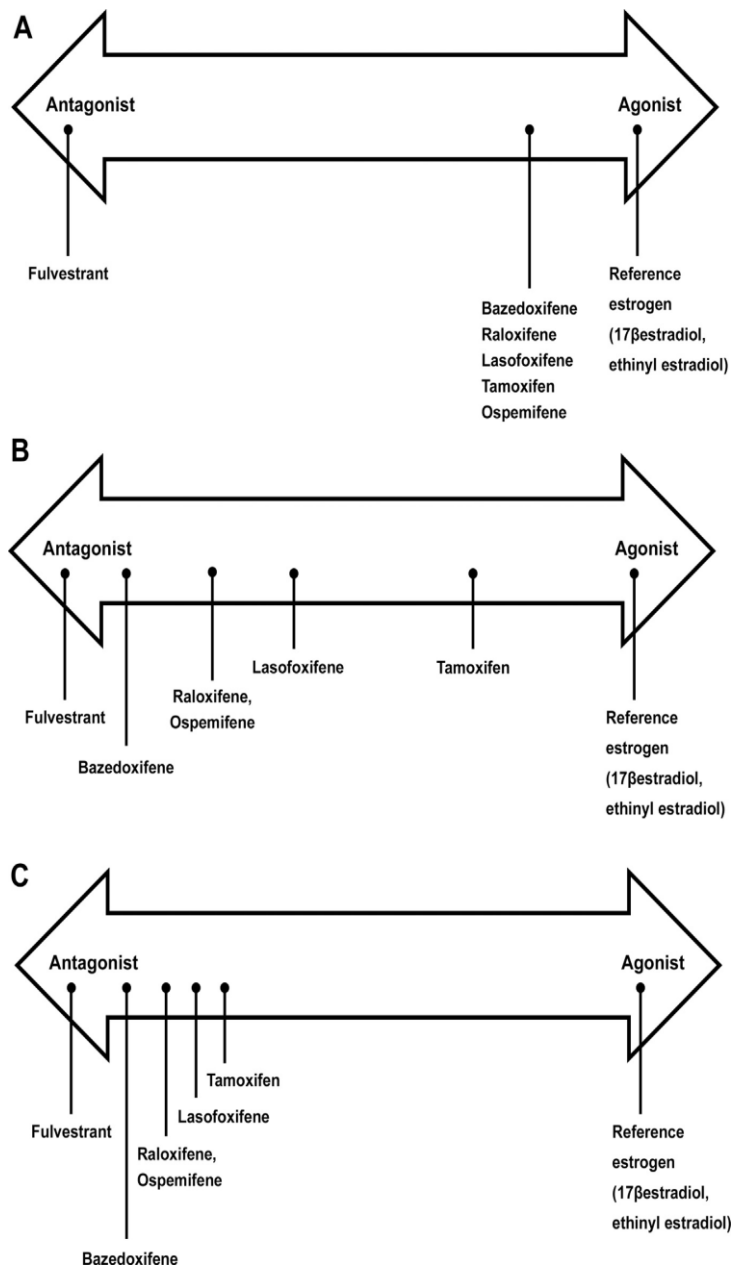 A
Antagonist
Agonist
Fulvestrant
Bazedoxifene
Raloxifene
Lasofoxifene
Tamoxifen
Ospemifene
Reference
estrogen
(17βestradiol,
ethinyl estradiol)
B
Antagonist
Agonist
Lasofoxifene
Tamoxifen
Raloxifene,
Ospemifene
Fulvestrant
Bazedoxifene
Reference
estrogen
(17βestradiol,
ethinyl estradiol)
C
Antagonist
Agonist
Tamoxifen
Lasofoxifene
Fulvestrant
Raloxifene,
Ospemifene
Bazedoxifene
Reference
estrogen
(17βestradiol,
ethinyl estradiol)